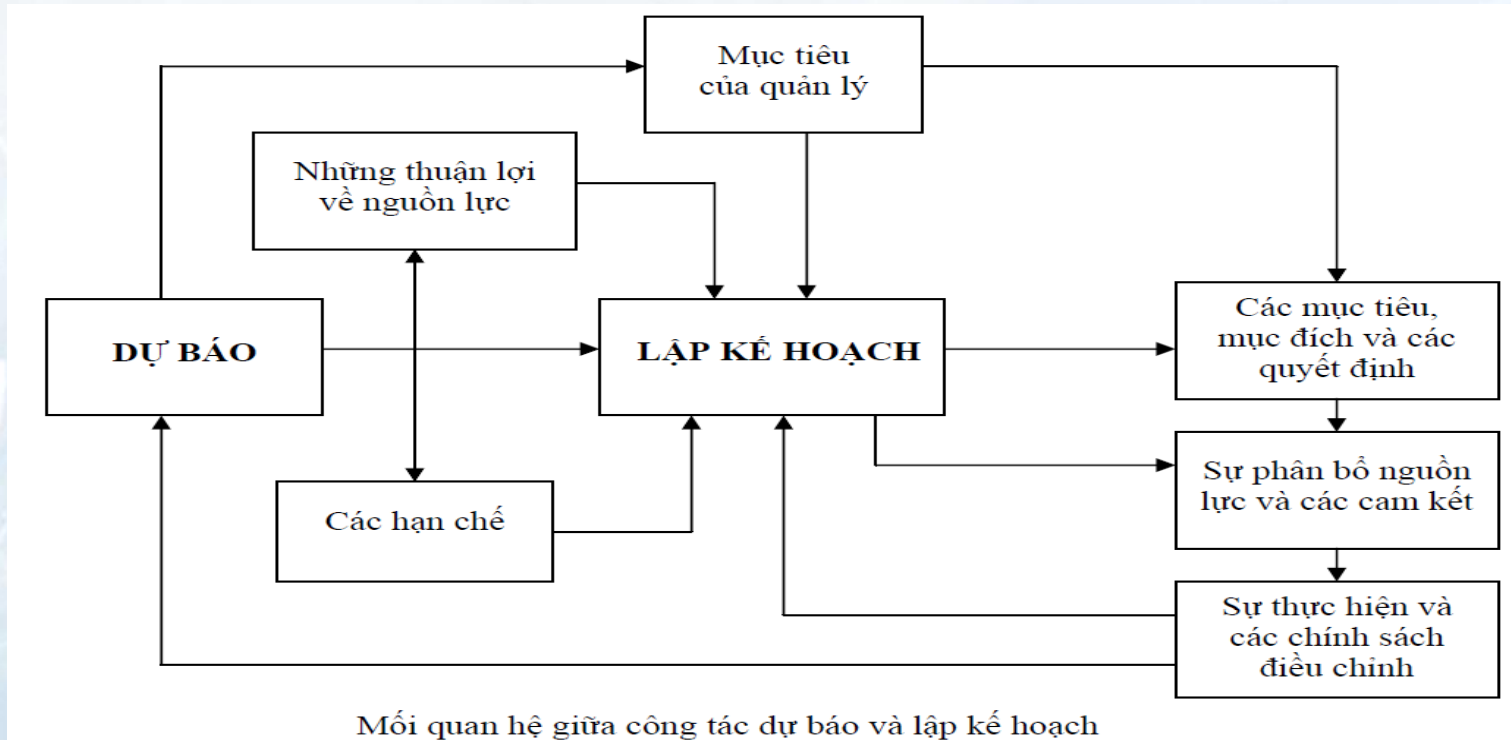 Mục tiêu
của quản lý
Những thuận lợi
về nguồn lực
DỰ BÁO
LẬP KẾ HOẠCH
Các mục tiêu,
mục đích và các
quyết định
Các hạn chế
Sự phân bổ nguồn
lực và các cam kết
Sự thực hiện và
các chính sách
điều chỉnh
Mối quan hệ giữa công tác dự báo và lập kế hoạch